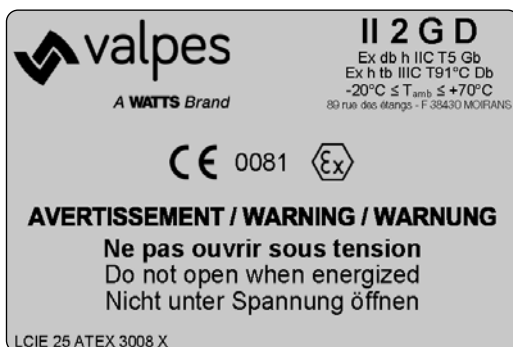 valpes
A WATTS Brand
II 2 G D
Ex db h IIC T5 Gb
Ex h tb IIIC T91°C Db
-20°C ≤ Tamb ≤ +70°C
89 rue des étangs - F 38430 MOIRANS
CE 0081 Ex
AVERTISSEMENT / WARNING / WARNUNG
Ne pas ouvrir sous tension
Do not open when energized
Nicht unter Spannung öffnen
LCIE 25 ATEX 3008 X